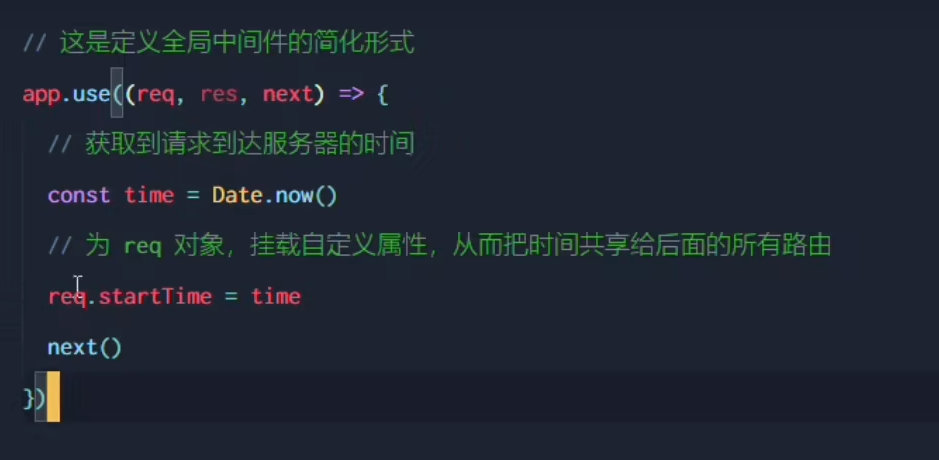 // 这是定义全局中间件的简化形式
app.use((req, res, next) => {
// 获取到请求到达服务器的时间
const time = Date.now()
// 为 req 对象，挂载自定义属性，从而把时间共享给后面的所有路由
req.startTime = time
next()
})